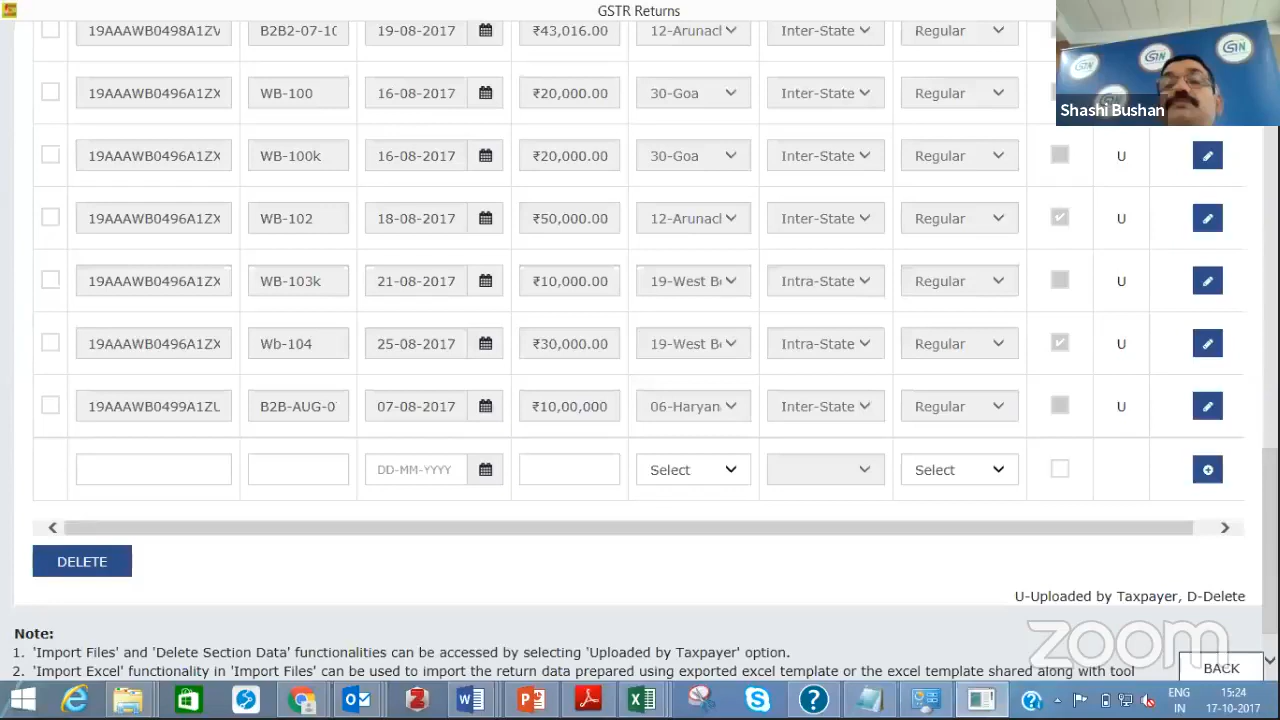 GSTR Returns
19AAAWB0498A1ZV B2B2-07-10 19-08-2017 ₹43,016.00 12-Arunacl Inter-State Regular
19AAAWB0496A1ZX WB-100 16-08-2017 ₹20,000.00 30-Goa Inter-State Regular
Shashi Bushan
19AAAWB0496A1ZX WB-100k 16-08-2017 ₹20,000.00 30-Goa Inter-State Regular U
19AAAWB0496A1ZX WB-102 18-08-2017 ₹50,000.00 12-Arunacl Inter-State Regular U
19AAAWB0496A1ZX WB-103k 21-08-2017 ₹10,000.00 19-West Be Intra-State Regular U
19AAAWB0496A1ZX Wb-104 25-08-2017 ₹30,000.00 19-West Be Intra-State Regular U
19AAAWB0499A1ZU B2B-AUG-0 07-08-2017 ₹10,00,000 06-Haryan Inter-State Regular U
DD-MM-YYYY Select Select
DELETE
U-Uploaded by Taxpayer, D-Delete
Note:
1. 'Import Files' and 'Delete Section Data' functionalities can be accessed by selecting 'Uploaded by Taxpayer' option.
2. 'Import Excel' functionality in 'Import Files' can be used to import the return data prepared using exported excel template or the excel template shared along with tool
zoom
BACK
ENG
IN
15:24
17-10-2017